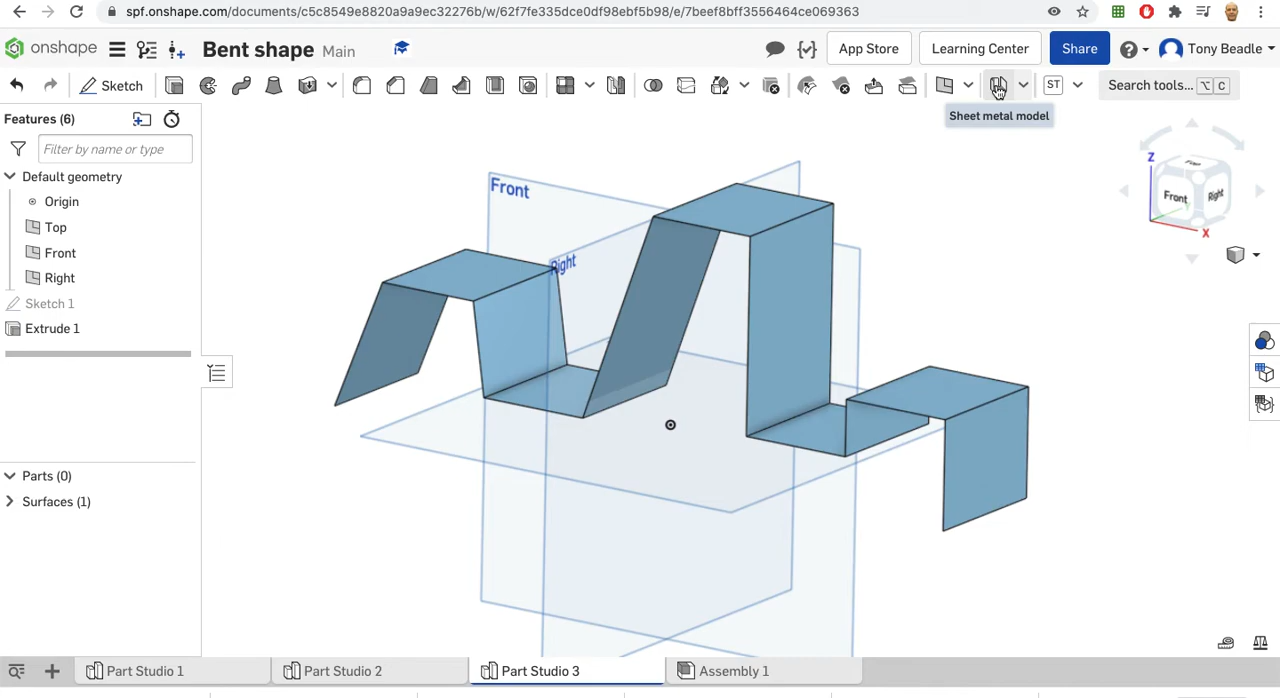 spf.onshape.com/documents/c5c8549e8820a9a9ec32276b/w/62f7fe335dce0df98ebf5b98/e/7beef8bff3556464ce069363
onshape
Bent shape Main
App Store
Learning Center
Share
Tony Beadle
Sketch
ST
Search tools... ⌥ C
Features (6)
Sheet metal model
Filter by name or type
Default geometry
Origin
Top
Front
Right
Sketch 1
Extrude 1
Parts (0)
Surfaces (1)
Front
Right
Z
Top
Front
Right
X
Part Studio 1
Part Studio 2
Part Studio 3
Assembly 1